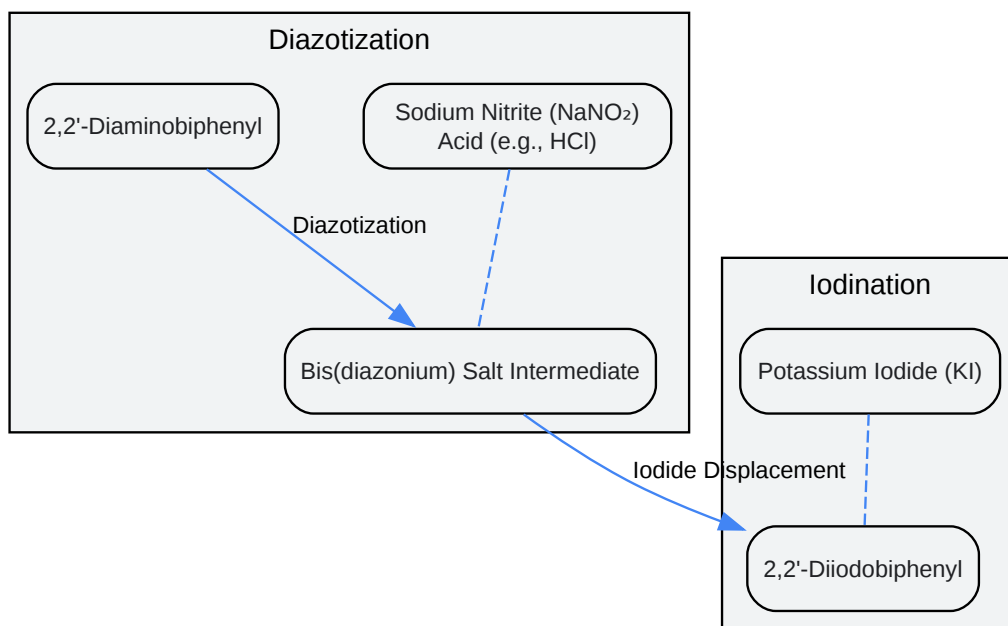 Diazotization
2,2'-Diaminobiphenyl
Sodium Nitrite (NaNO₂)
Acid (e.g., HCl)
Diazotization
Bis(diazonium) Salt Intermediate
Iodination
Potassium Iodide (KI)
Iodide Displacement
2,2'-Diiodobiphenyl